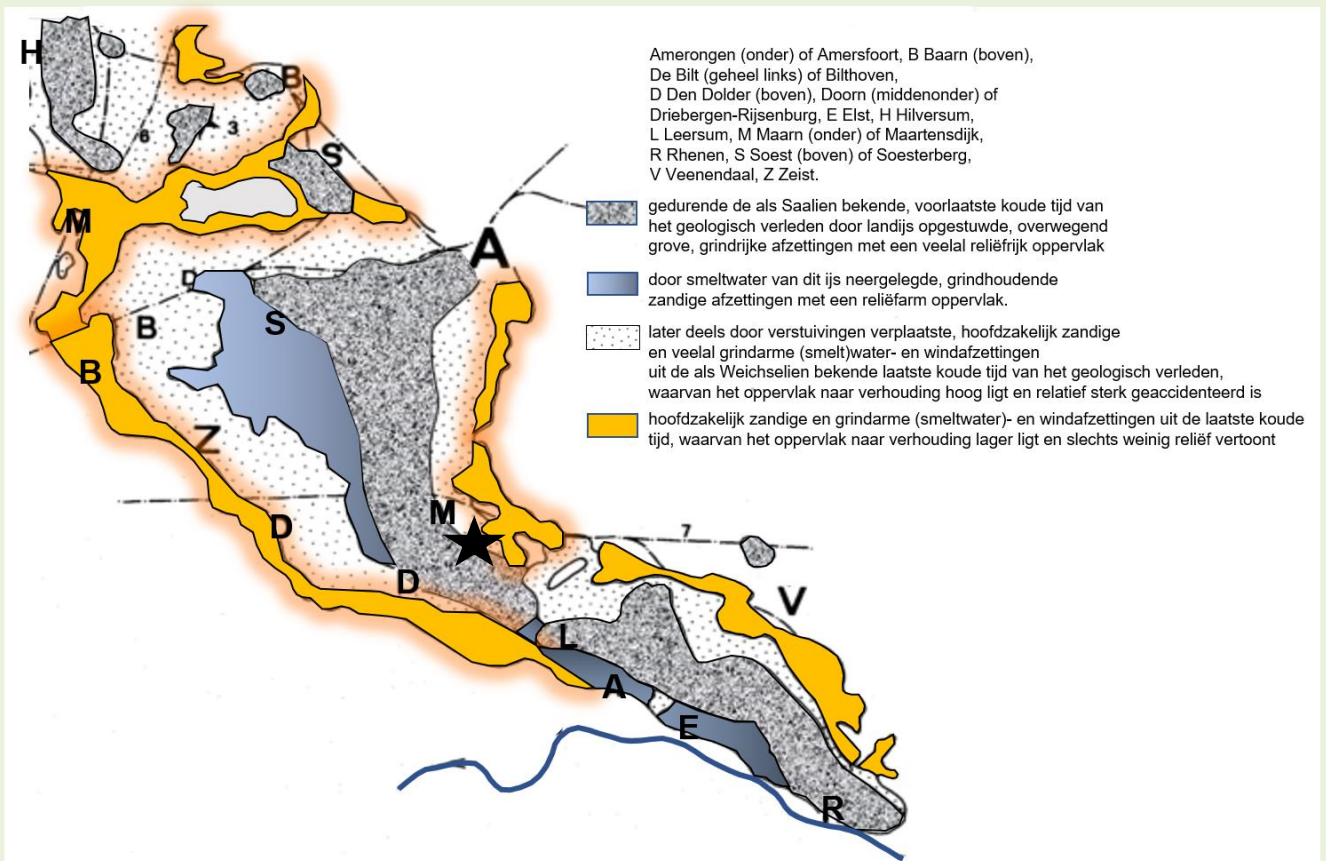 H
B
6
3
S
M
A
D
B
S
B
Z
M
D
7
D
V
L
A
E
R
Amerongen (onder) of Amersfoort, B Baarn (boven),
De Bilt (geheel links) of Bilthoven,
D Den Dolder (boven), Doorn (middenonder) of
Driebergen-Rijsenburg, E Elst, H Hilversum,
L Leersum, M Maarn (onder) of Maartensdijk,
R Rhenen, S Soest (boven) of Soesterberg,
V Veenendaal, Z Zeist.
gedurende de als Saalien bekende, voorlaatste koude tijd van
het geologisch verleden door landijs opgestuwde, overwegend
grove, grindrijke afzettingen met een veelal reliëfrijk oppervlak
door smeltwater van dit ijs neergelegde, grindhoudende
zandige afzettingen met een reliëfarm oppervlak.
later deels door verstuivingen verplaatste, hoofdzakelijk zandige
en veelal grindarme (smelt)water- en windafzettingen
uit de als Weichselien bekende laatste koude tijd van het geologisch verleden,
waarvan het oppervlak naar verhouding hoog ligt en relatief sterk geaccidenteerd is
hoofdzakelijk zandige en grindarme (smeltwater)- en windafzettingen uit de laatste koude
tijd, waarvan het oppervlak naar verhouding lager ligt en slechts weinig reliëf vertoont